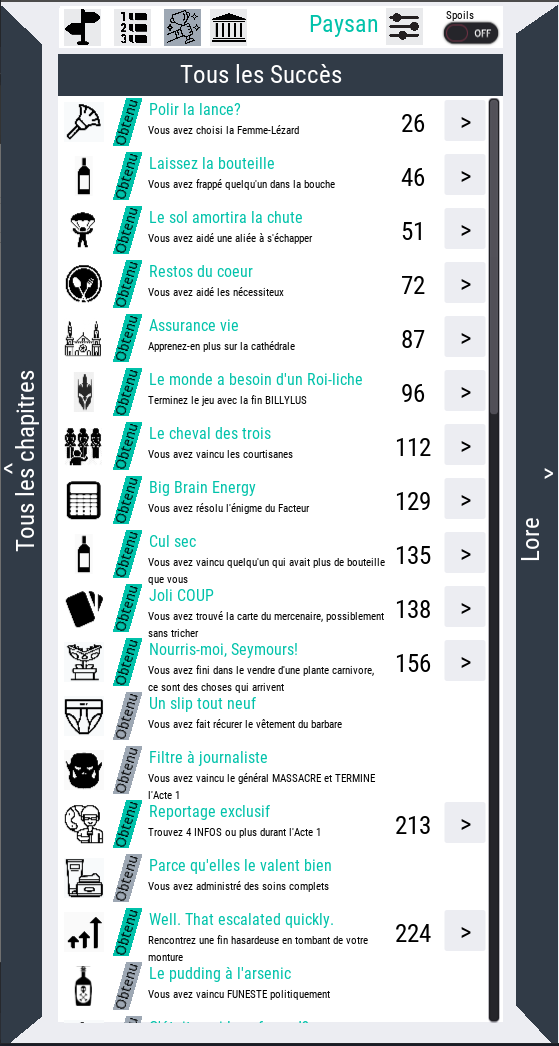 Paysan
Spoils
OFF
Tous les Succès
Polir la lance?
Obtenu
Vous avez choisi la Femme-Lézard
26
>
Laissez la bouteille
Obtenu
Vous avez frappé quelqu'un dans la bouche
46
>
Le sol amortira la chute
Obtenu
Vous avez aidé une aliée à s'échapper
51
>
Restos du coeur
Obtenu
Vous avez aidé les nécessiteux
72
>
Assurance vie
Obtenu
Apprenez-en plus sur la cathédrale
87
>
Le monde a besoin d'un Roi-liche
Obtenu
Terminez le jeu avec la fin BILLYLUS
96
>
Le cheval des trois
Obtenu
Vous avez vaincu les courtisanes
112
>
Big Brain Energy
Obtenu
Vous avez résolu l'énigme du Facteur
129
>
Cul sec
Obtenu
Vous avez vaincu quelqu'un qui avait plus de bouteille
que vous
135
>
Joli COUP
Obtenu
Vous avez trouvé la carte du mercenaire, possiblement
sans tricher
138
>
Nourris-moi, Seymours!
Obtenu
Vous avez fini dans le vendre d'une plante carnivore,
ce sont des choses qui arrivent
156
>
Un slip tout neuf
Obtenu
Vous avez fait récurer le vêtement du barbare
Filtre à journaliste
Obtenu
Vous avez vaincu le général MASSACRE et TERMINE
l'Acte 1
Reportage exclusif
Obtenu
Trouvez 4 INFOS ou plus durant l'Acte 1
213
>
Parce qu'elles le valent bien
Obtenu
Vous avez administré des soins complets
Well. That escalated quickly.
Obtenu
Rencontrez une fin hasardeuse en tombant de votre
monture
224
>
Le pudding à l'arsenic
Obtenu
Vous avez vaincu FUNESTE politiquement
Tous les chapitres
>
Lore
>